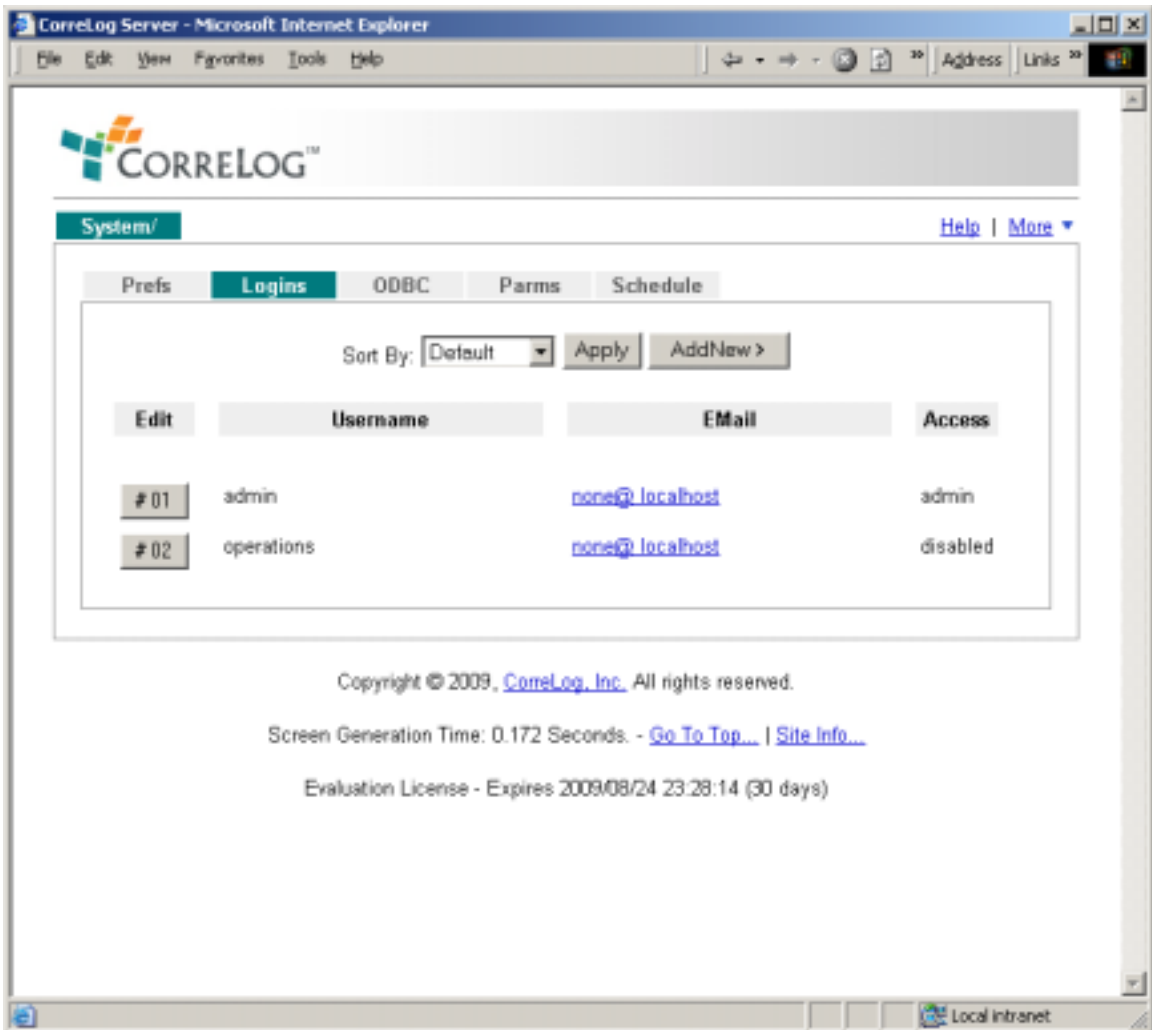 CorreLog Server - Microsoft Internet Explorer
File Edit View Favorites Tools Help » Address Links »
CORRELOG™
System/ Help | More
Prefs Logins ODBC Parms Schedule
Sort By: Default Apply AddNew >
Edit Username EMail Access
# 01 admin none@ localhost admin
# 02 operations none@ localhost disabled
Copyright © 2009, CorreLog, Inc. All rights reserved.
Screen Generation Time: 0.172 Seconds. - Go To Top... | Site Info...
Evaluation License - Expires 2009/08/24 23:28:14 (30 days)
Local intranet